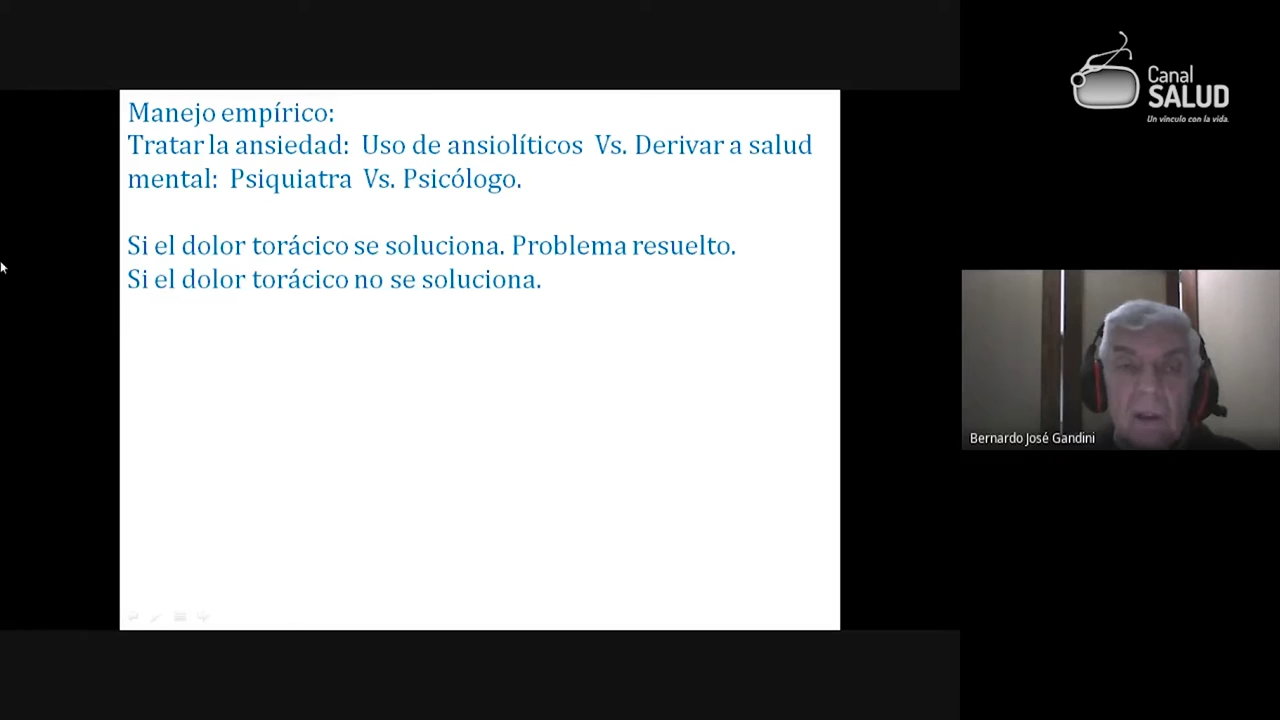 Manejo empírico:
Tratar la ansiedad: Uso de ansiolíticos Vs. Derivar a salud
mental: Psiquiatra Vs. Psicólogo.
Si el dolor torácico se soluciona. Problema resuelto.
Si el dolor torácico no se soluciona.
Canal
SALUD
Un vínculo con la vida.
Bernardo José Gandini